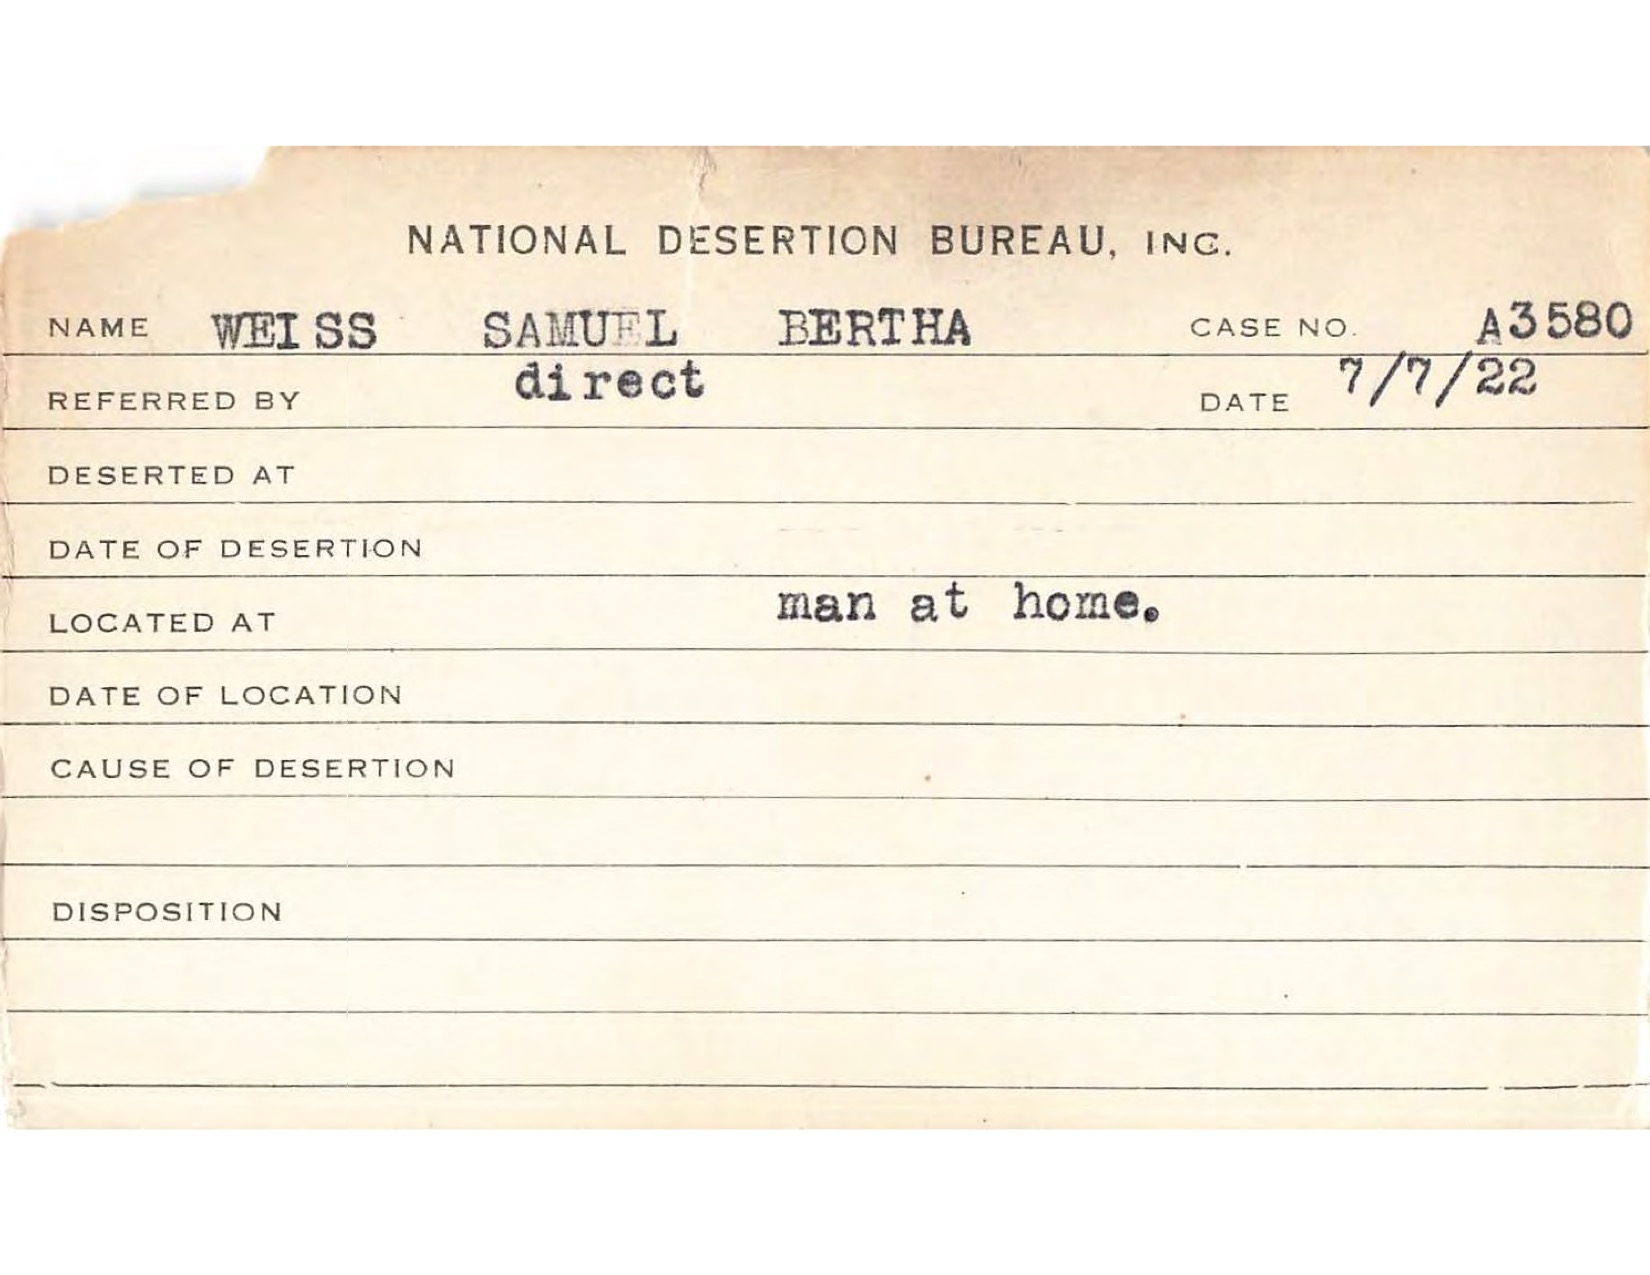 NATIONAL DESERTION BUREAU, INC.
NAME WEISS SAMUEL BERTHA CASE NO. A3580
REFERRED BY direct DATE 7/7/22
DESERTED AT
DATE OF DESERTION
LOCATED AT man at home.
DATE OF LOCATION
CAUSE OF DESERTION
DISPOSITION